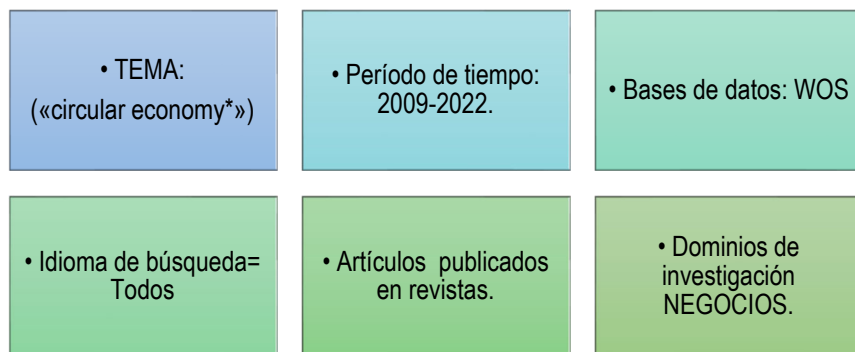 • TEMA:
(«circular economy*»)
• Período de tiempo:
2009-2022.
• Bases de datos: WOS
• Idioma de búsqueda=
Todos
• Artículos publicados
en revistas.
• Dominios de
investigación
NEGOCIOS.